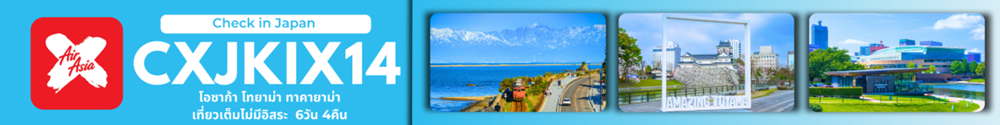 Air
Asia
Check in Japan
CXJKIX14
โอซาก้า โทยาม่า ทาคายาม่า
เที่ยวเต็มไม่มีอิสระ 6วัน 4คืน
AMAZING TOYAMA